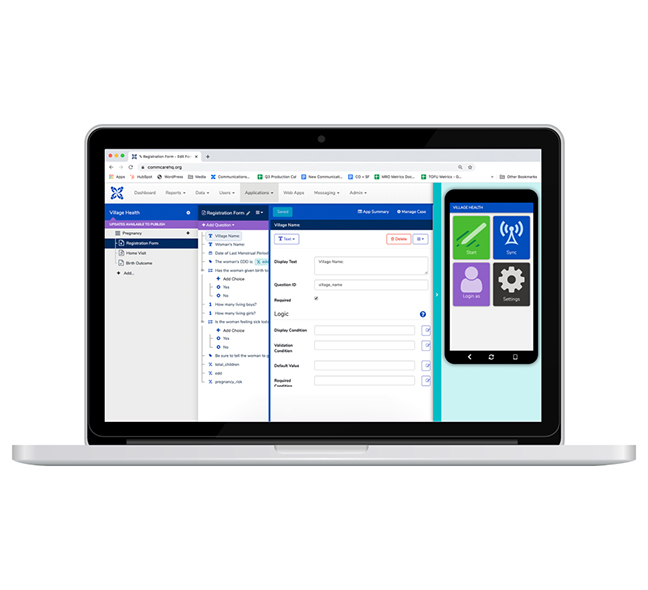 Registration Form - Edit For
commcarehq.org
Apps HubSpot WordPress Media Communications... Q3 Production Cal New Communicati... CQ + SF MRO Metrics Doc... TOFU Metrics - G... Other Bookmarks
Dashboard Reports Data Users Applications Web Apps Messaging Admin
Village Health
UPDATES AVAILABLE TO PUBLISH
Pregnancy
Registration Form
Home Visit
Birth Outcome
Add...
Registration Form
Saved
App Summary
Manage Case
Add Question
Village Name
Woman's Name:
Date of Last Menstrual Period
The woman's EDD is
Has the woman given birth b
Add Choice
Yes
No
How many living boys?
How many living girls?
Is the woman feeling sick tod
Add Choice
Yes
No
Be sure to tell the woman to g
total_children
edd
pregnancy_risk
Village Name:
Text
Delete
Display Text
Village Name:
Question ID
village_name
Required
Logic
Display Condition
Validation
Condition
Default Value
Required
Condition
VILLAGE HEALTH
Start
Sync
Login as
Settings